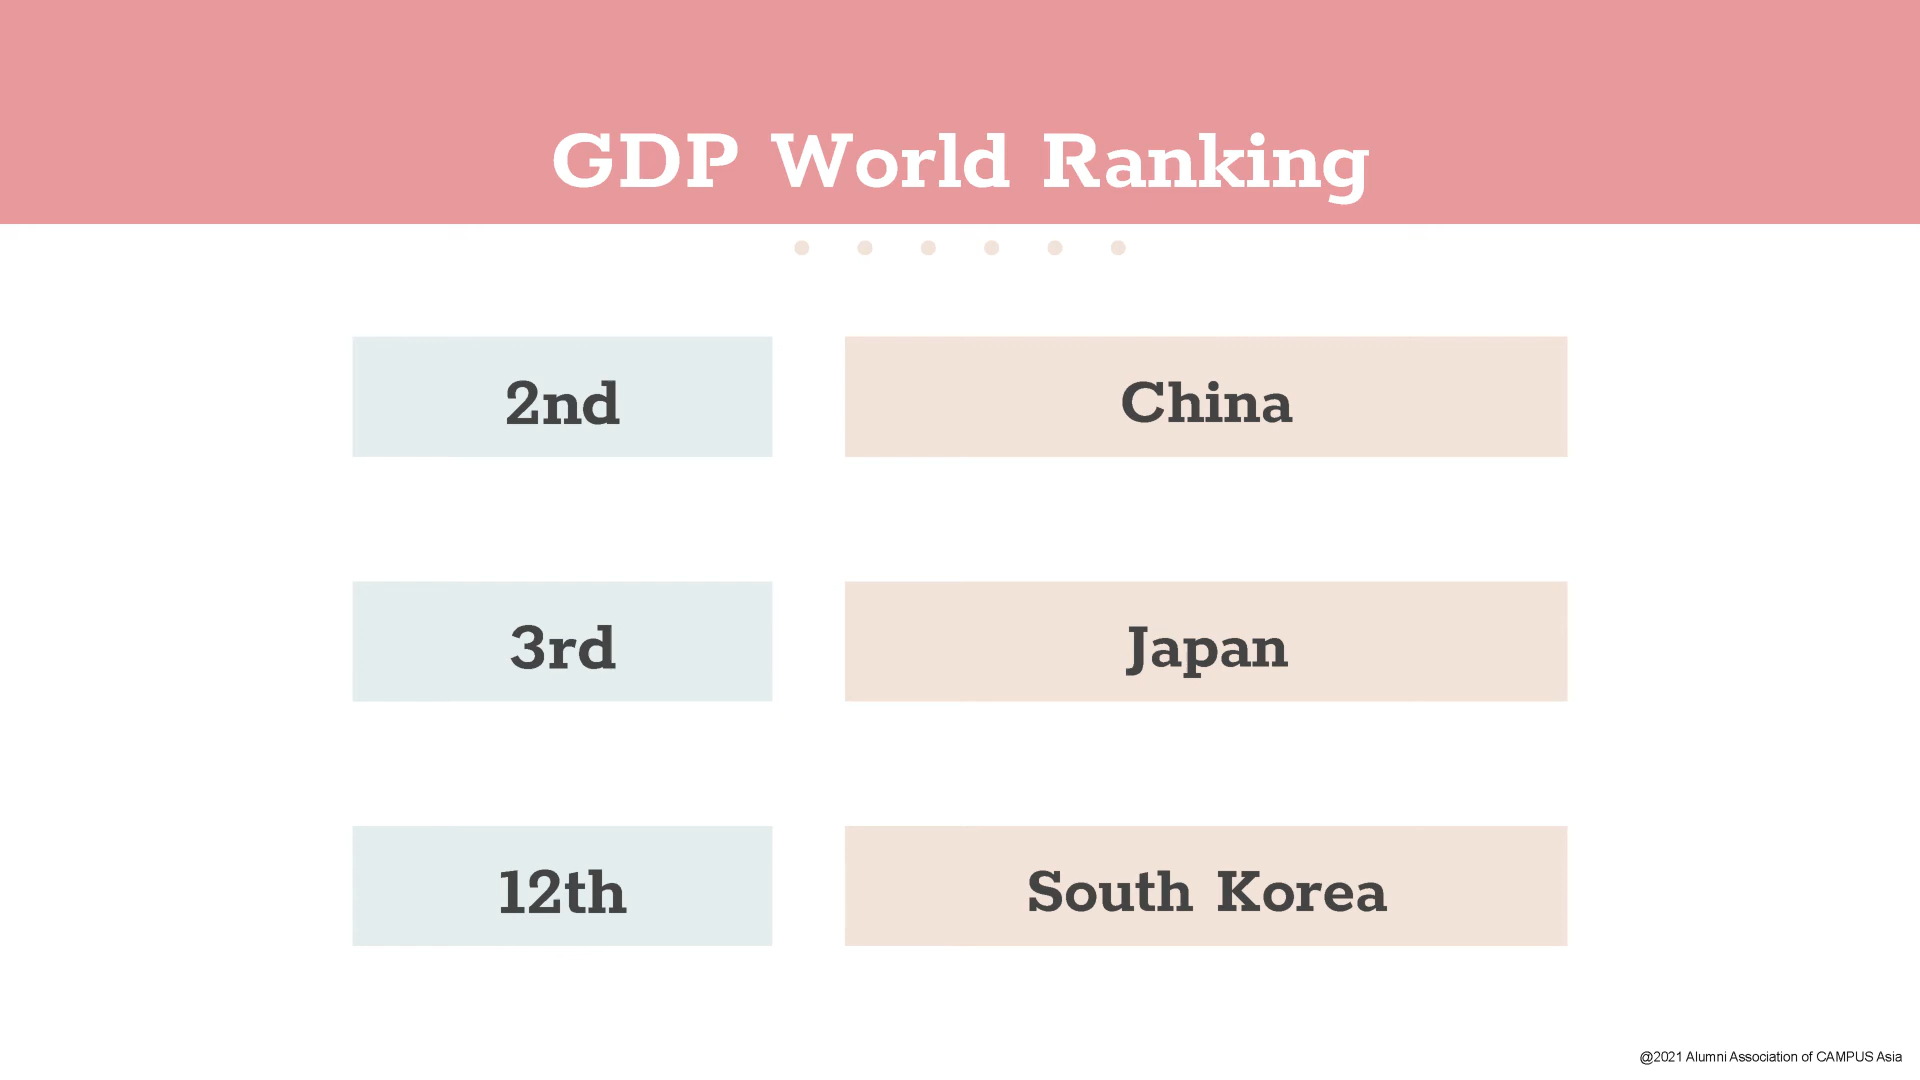 GDP World Ranking
2nd
China
3rd
Japan
12th
South Korea
@2021 Alumni Association of CAMPUS Asia